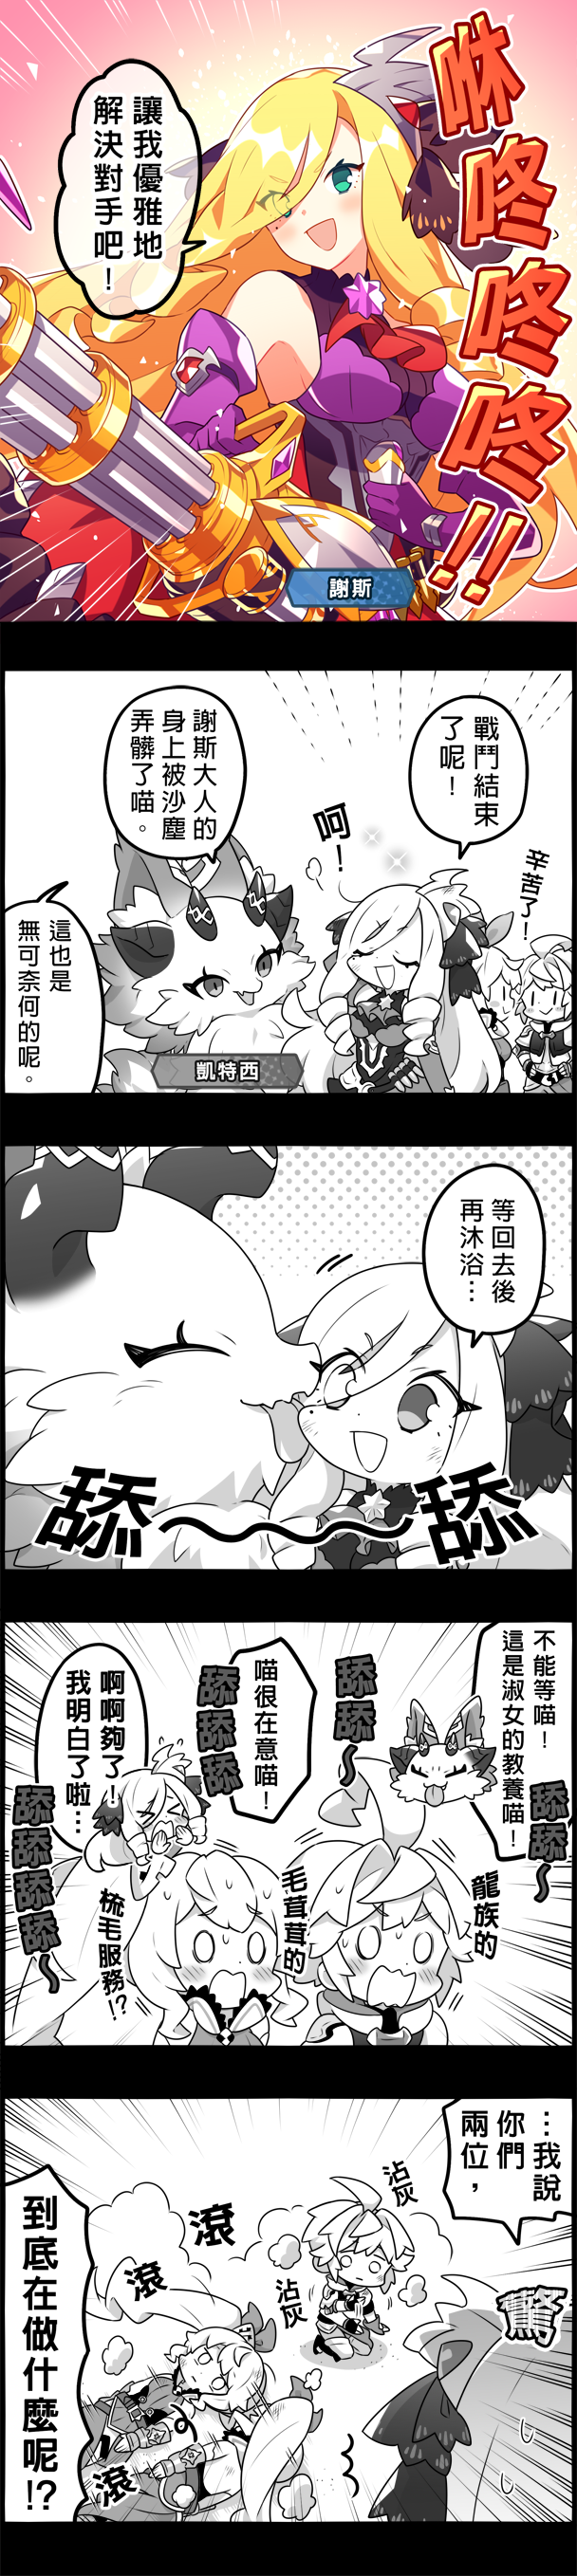 咻咚咚咚!!
讓我優雅地
解決對手吧！
謝斯
戰鬥結束
了呢！
辛苦了！
呵！
謝斯大人的
身上被沙塵
弄髒了喵。
凱特西
這也是
無可奈何的呢。
等回去後
再沐浴…
舔～舔
不能等喵！
這是淑女的教養喵！
舔舔～
舔舔～
喵很在意喵！
舔舔舔
啊啊夠了！
我明白了啦…
舔舔舔舔～
龍族的
毛茸茸的
梳毛服務!?
…我說
你們
兩位，
驚
沾灰
沾灰
滾
滾
滾
到底在做什麼呢!?